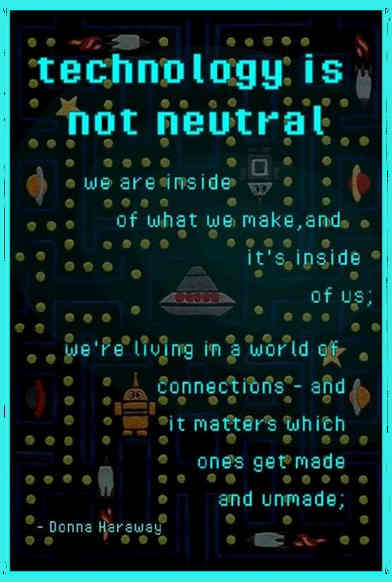 technology is
not neutral
we are inside
of what we make,and
it's inside
of us;
we're living in a world of
connections - and
it matters which
ones get made
and unmade;
- Donna Haraway